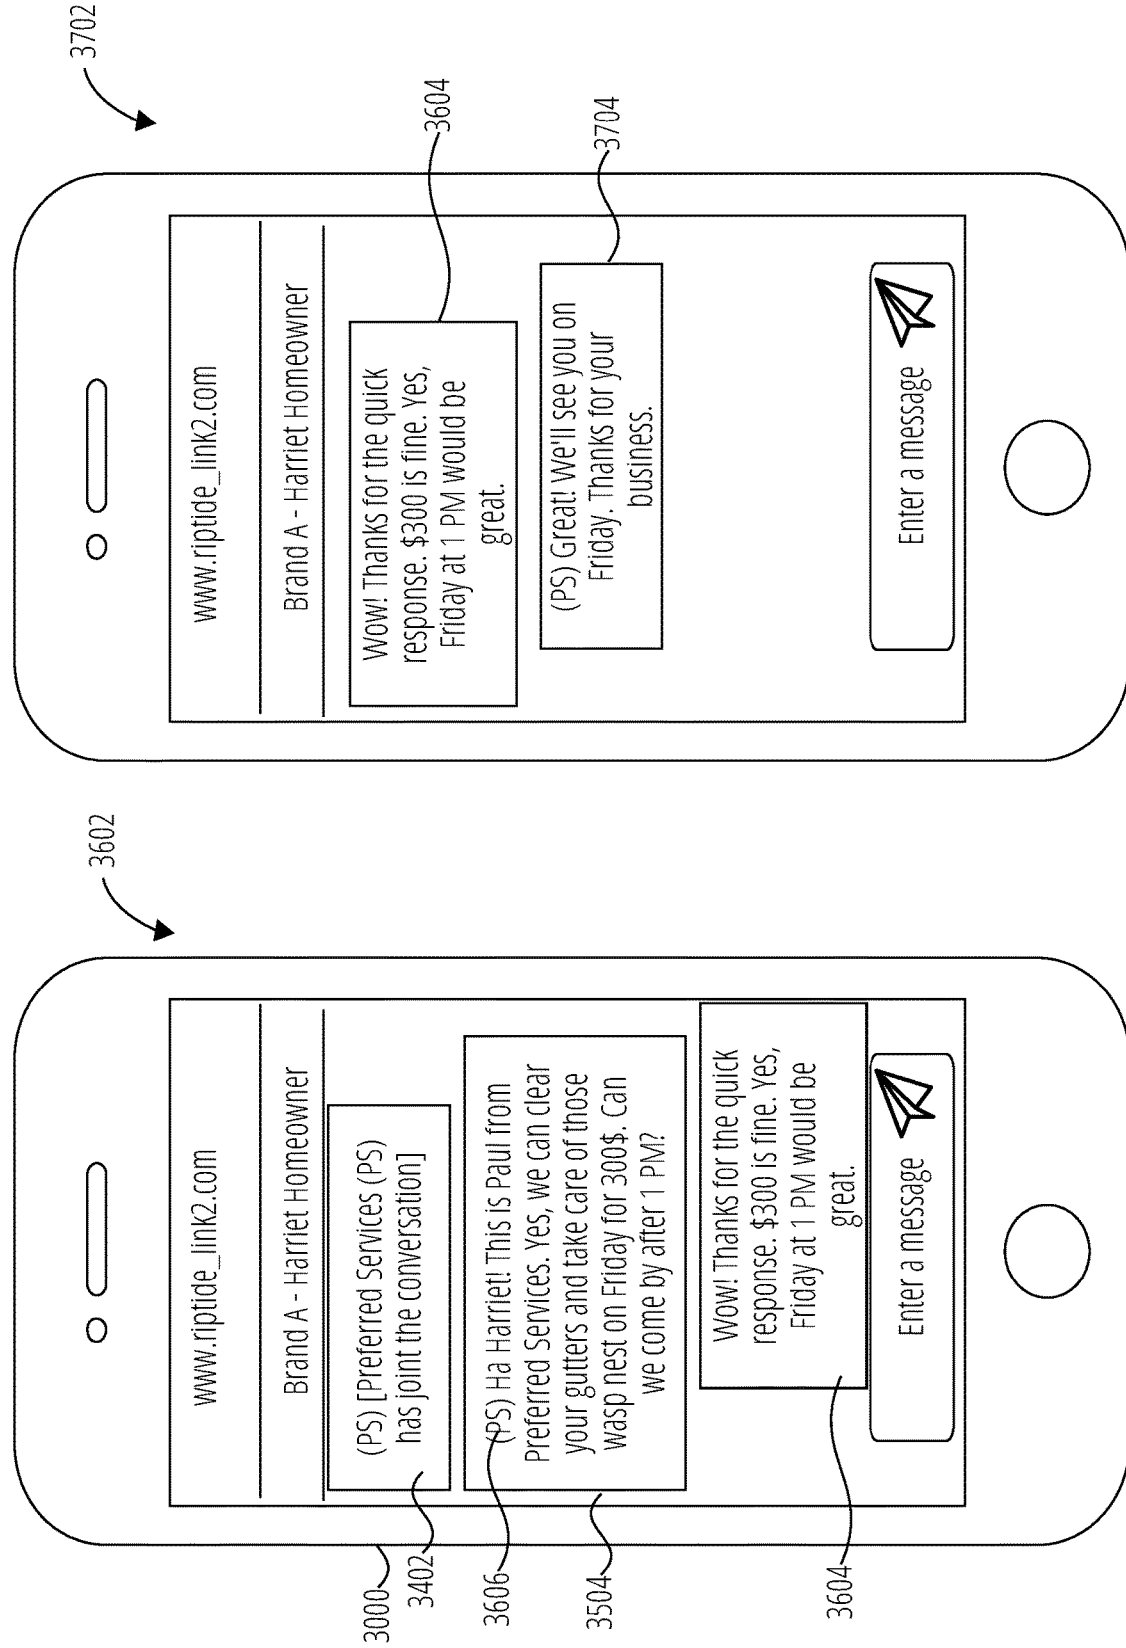 3602
3000
www.riptide_link2.com
Brand A - Harriet Homeowner
3402
(PS) [Preferred Services (PS)
has joint the conversation]
3606
(PS) Ha Harriet! This is Paul from
Preferred Services. Yes, we can clear
your gutters and take care of those
wasp nest on Friday for 300$. Can
we come by after 1 PM?
3504
Wow! Thanks for the quick
response. $300 is fine. Yes,
Friday at 1 PM would be
great.
3604
Enter a message
3702
www.riptide_link2.com
Brand A - Harriet Homeowner
Wow! Thanks for the quick
response. $300 is fine. Yes,
Friday at 1 PM would be
great.
3604
(PS) Great! We'll see you on
Friday. Thanks for your
business.
3704
Enter a message